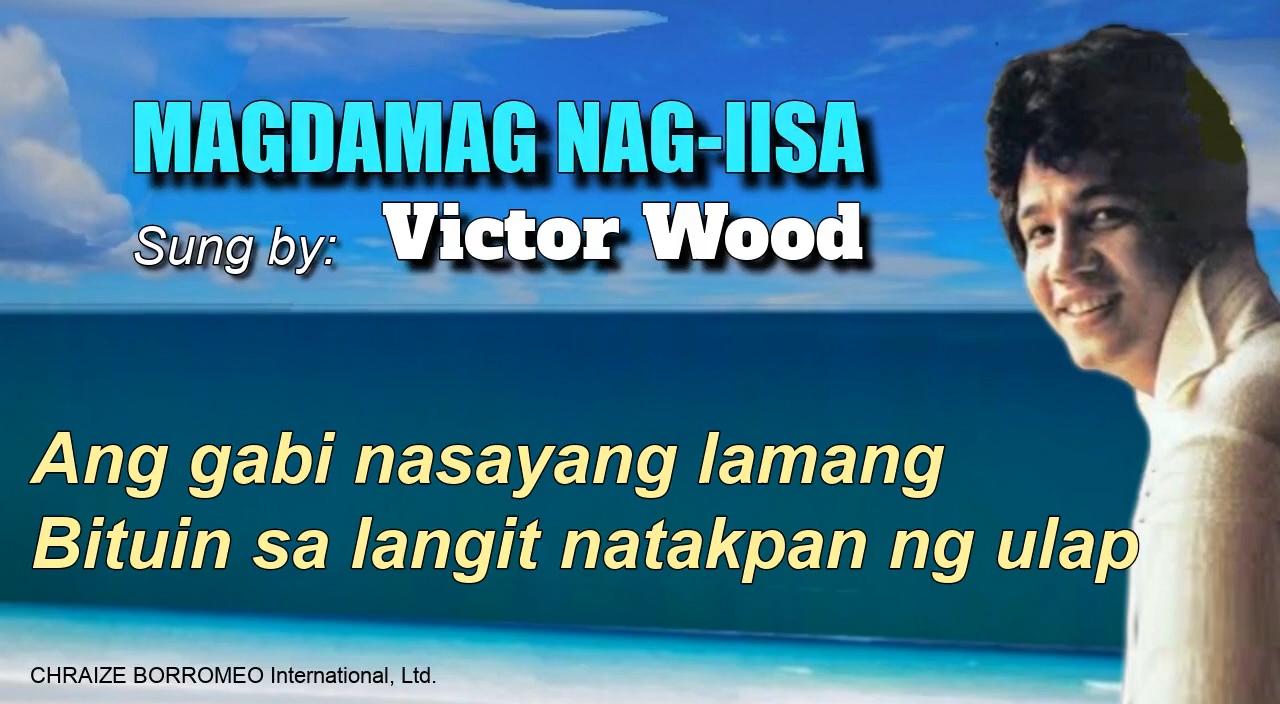 MAGDAMAG NAG-IISA
Sung by: Victor Wood
Ang gabi nasayang lamang
Bituin sa langit natakpan ng ulap
CHRAIZE BORROMEO International, Ltd.